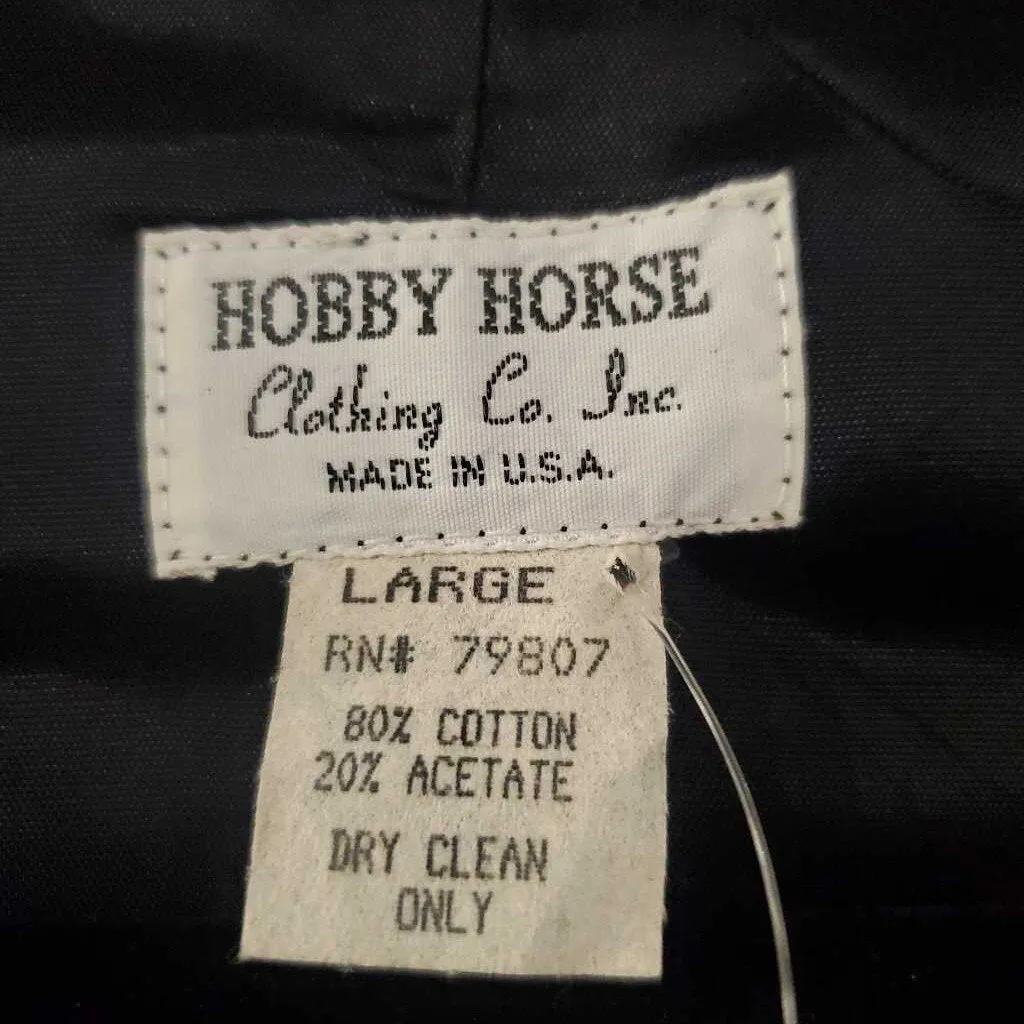 HOBBY HORSE
Clothing Co. Inc.
MADE IN U.S.A.
LARGE
RN# 79807
80% COTTON
20% ACETATE
DRY CLEAN
ONLY